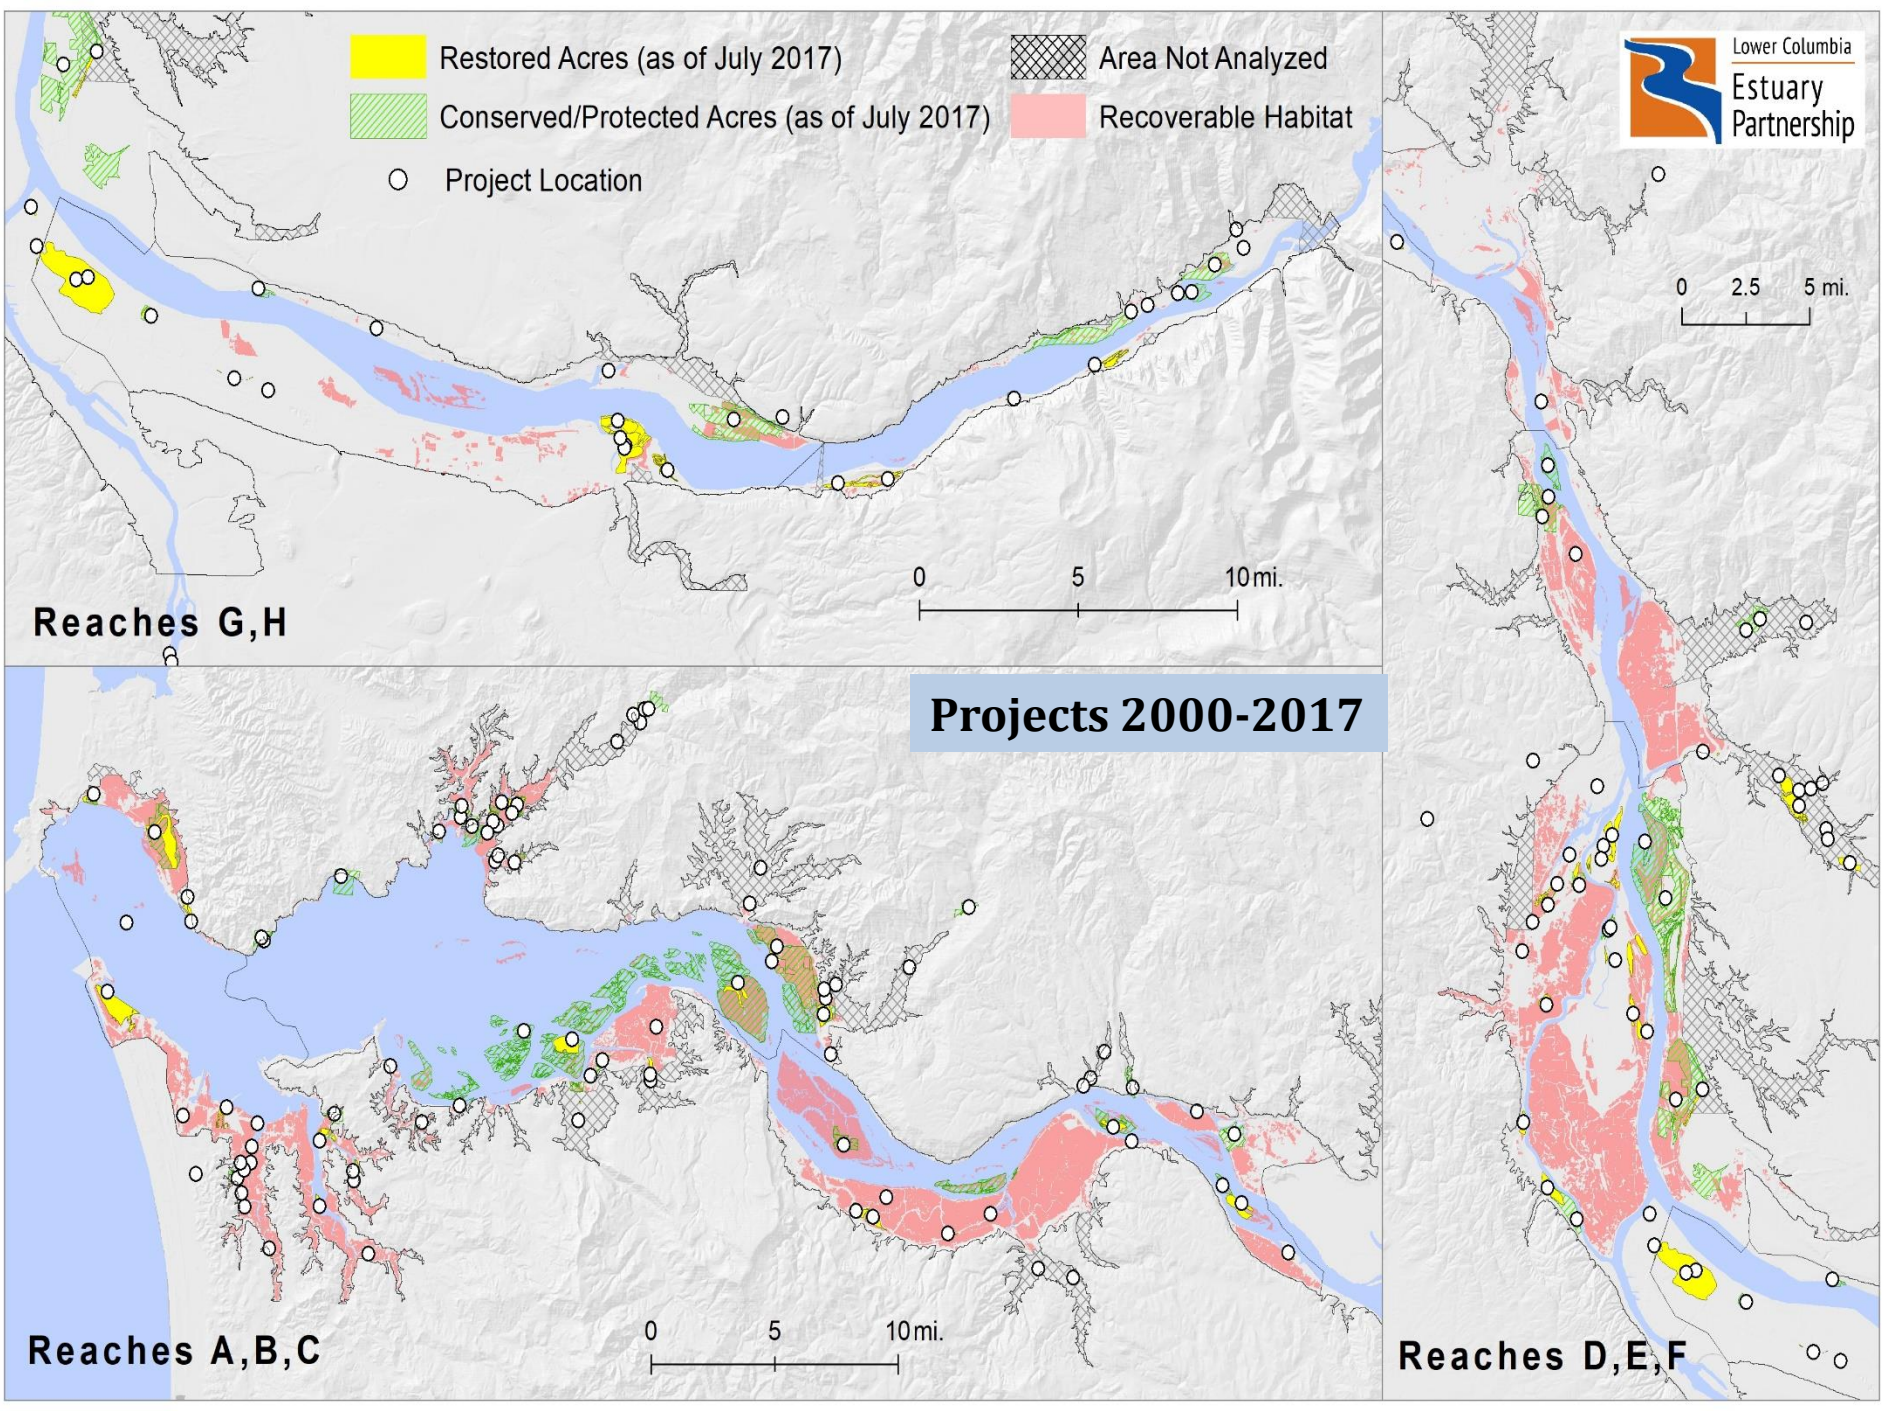 Restored Acres (as of July 2017)
Conserved/Protected Acres (as of July 2017)
Project Location
Area Not Analyzed
Recoverable Habitat
Lower Columbia
Estuary
Partnership
0 2.5 5 mi.
0 5 10 mi.
Reaches G,H
Projects 2000-2017
0 5 10 mi.
Reaches A,B,C
Reaches D,E,F